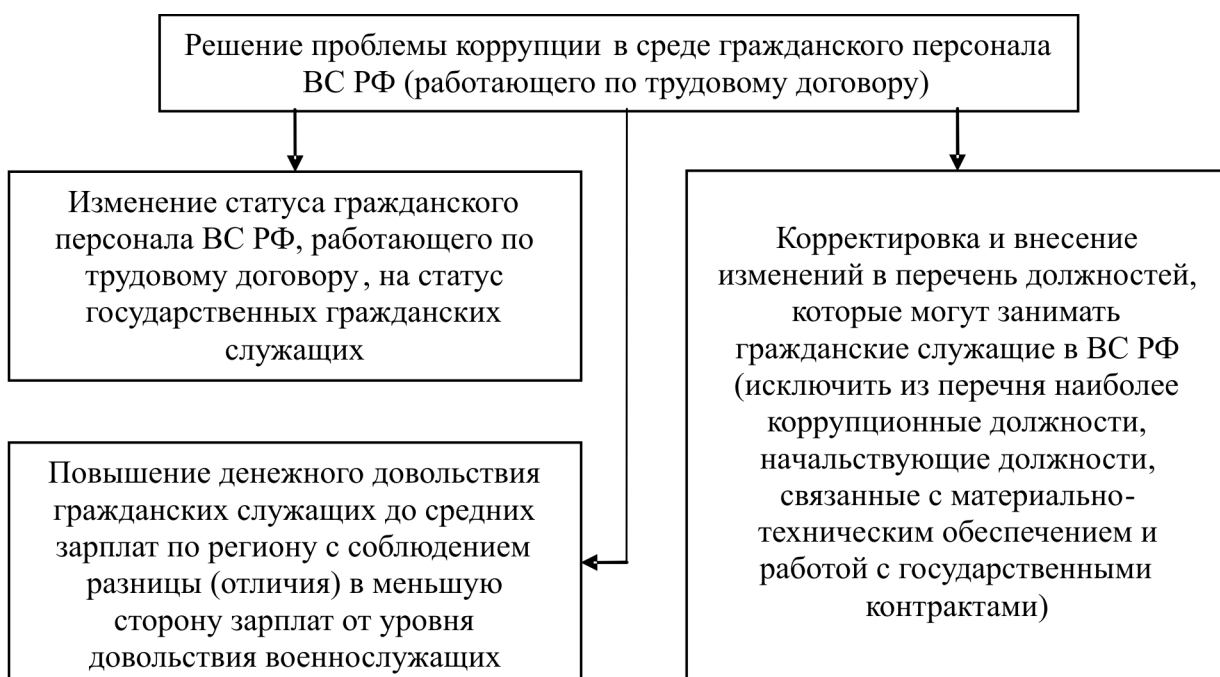 Решение проблемы коррупции в среде гражданского персонала
ВС РФ (работающего по трудовому договору)
Изменение статуса гражданского
персонала ВС РФ, работающего по
трудовому договору, на статус
государственных гражданских
служащих
Повышение денежного довольствия
гражданских служащих до средних
зарплат по региону с соблюдением
разницы (отличия) в меньшую
сторону зарплат от уровня
довольствия военнослужащих
Корректировка и внесение
изменений в перечень должностей,
которые могут занимать
гражданские служащие в ВС РФ
(исключить из перечня наиболее
коррупционные должности,
начальствующие должности,
связанные с материально-
техническим обеспечением и
работой с государственными
контрактами)